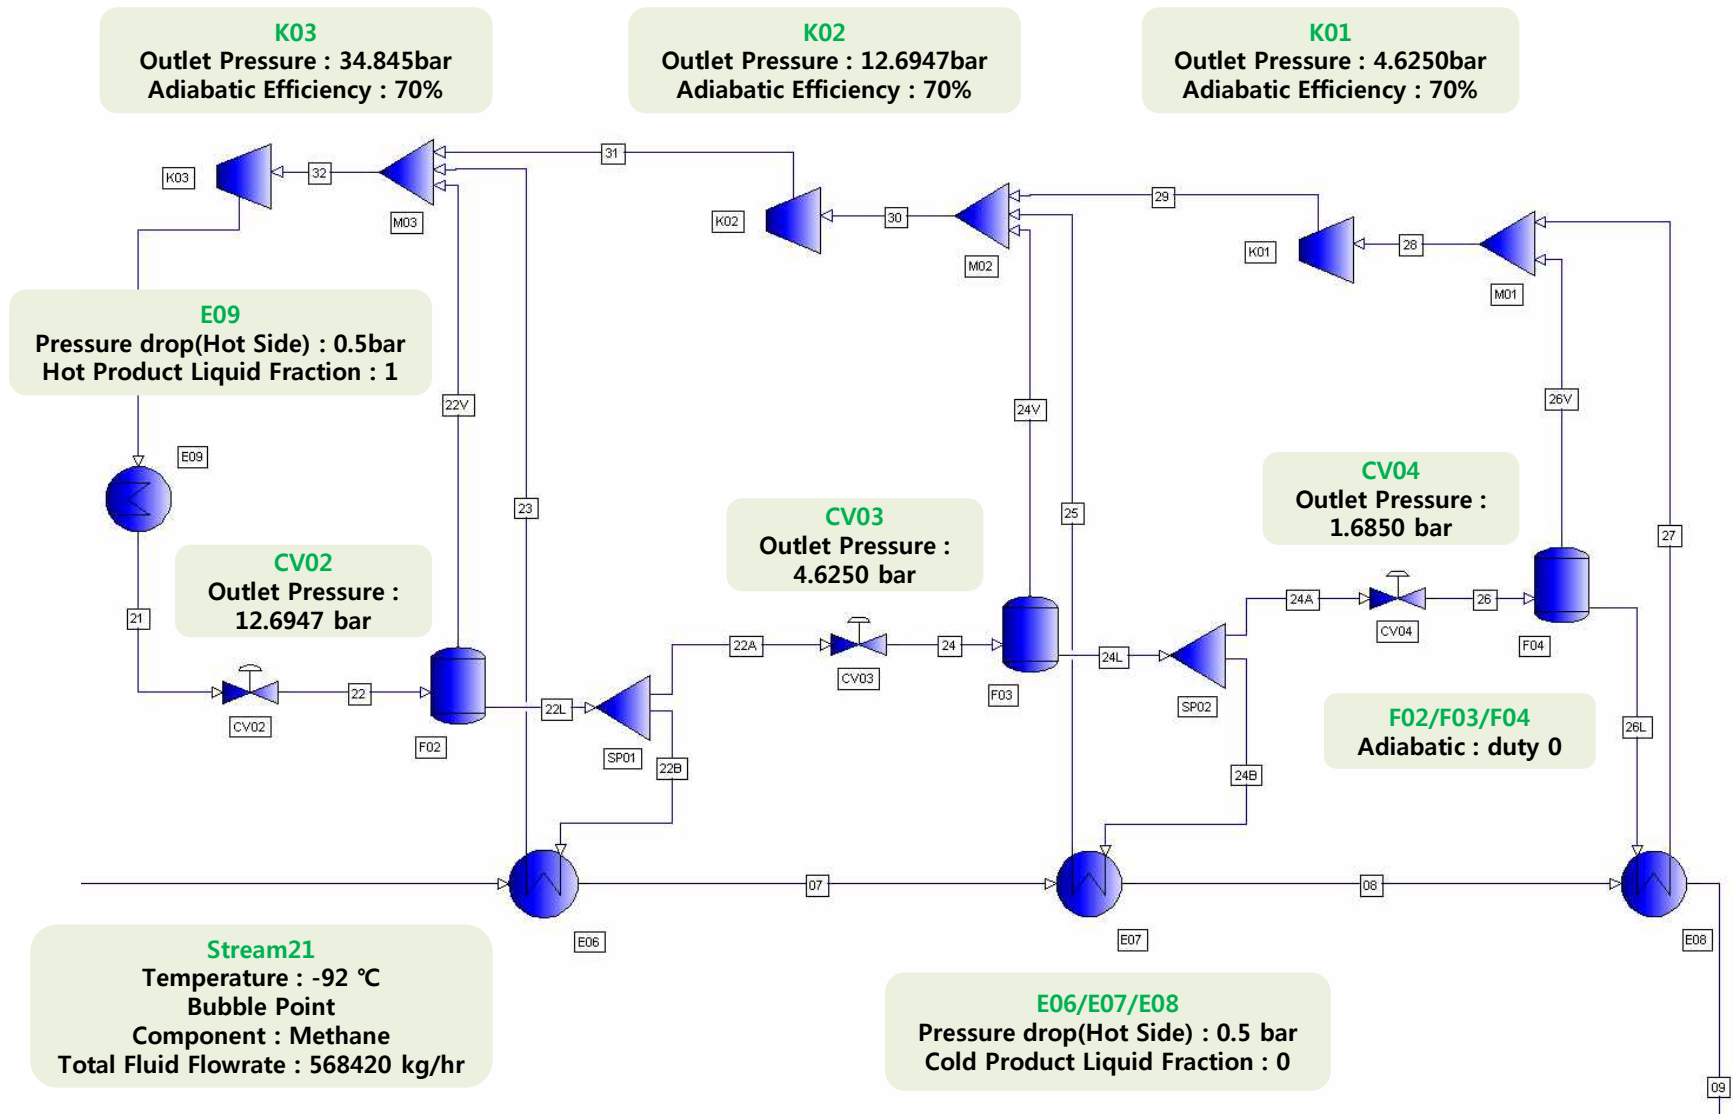 K03
Outlet Pressure : 34.845bar
Adiabatic Efficiency : 70%
K02
Outlet Pressure : 12.6947bar
Adiabatic Efficiency : 70%
K01
Outlet Pressure : 4.6250bar
Adiabatic Efficiency : 70%
K03
32
M03
31
K02
30
M02
29
K01
28
M01
E09
Pressure drop(Hot Side) : 0.5bar
Hot Product Liquid Fraction : 1
22V
24V
26V
E09
23
25
27
CV02
Outlet Pressure :
12.6947 bar
CV03
Outlet Pressure :
4.6250 bar
CV04
Outlet Pressure :
1.6850 bar
21
CV02
22
F02
22L
SP01
22A
22B
CV03
24
F03
24L
SP02
24A
24B
CV04
26
F04
26L
F02/F03/F04
Adiabatic : duty 0
07
08
E06
E07
E08
09
Stream21
Temperature : -92 ℃
Bubble Point
Component : Methane
Total Fluid Flowrate : 568420 kg/hr
E06/E07/E08
Pressure drop(Hot Side) : 0.5 bar
Cold Product Liquid Fraction : 0